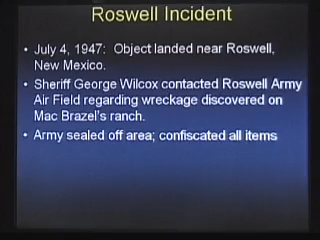 Roswell Incident
• July 4, 1947: Object landed near Roswell,
New Mexico.
• Sheriff George Wilcox contacted Roswell Army
Air Field regarding wreckage discovered on
Mac Brazel's ranch.
• Army sealed off area; confiscated all items